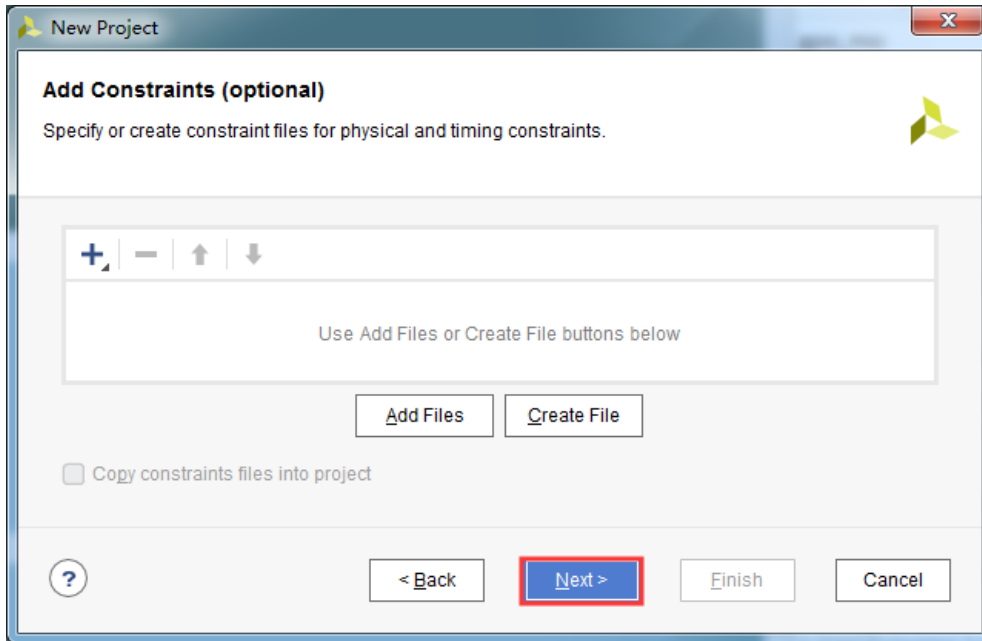 New Project
Add Constraints (optional)
Specify or create constraint files for physical and timing constraints.
Use Add Files or Create File buttons below
Add Files
Create File
Copy constraints files into project
?
< Back
Next >
Finish
Cancel